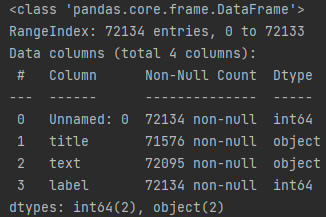 <class 'pandas.core.frame.DataFrame'>
RangeIndex: 72134 entries, 0 to 72133
Data columns (total 4 columns):
 #   Column      Non-Null Count  Dtype
---  ------      --------------  -----
 0   Unnamed: 0  72134 non-null  int64
 1   title       71576 non-null  object
 2   text        72095 non-null  object
 3   label       72134 non-null  int64
dtypes: int64(2), object(2)